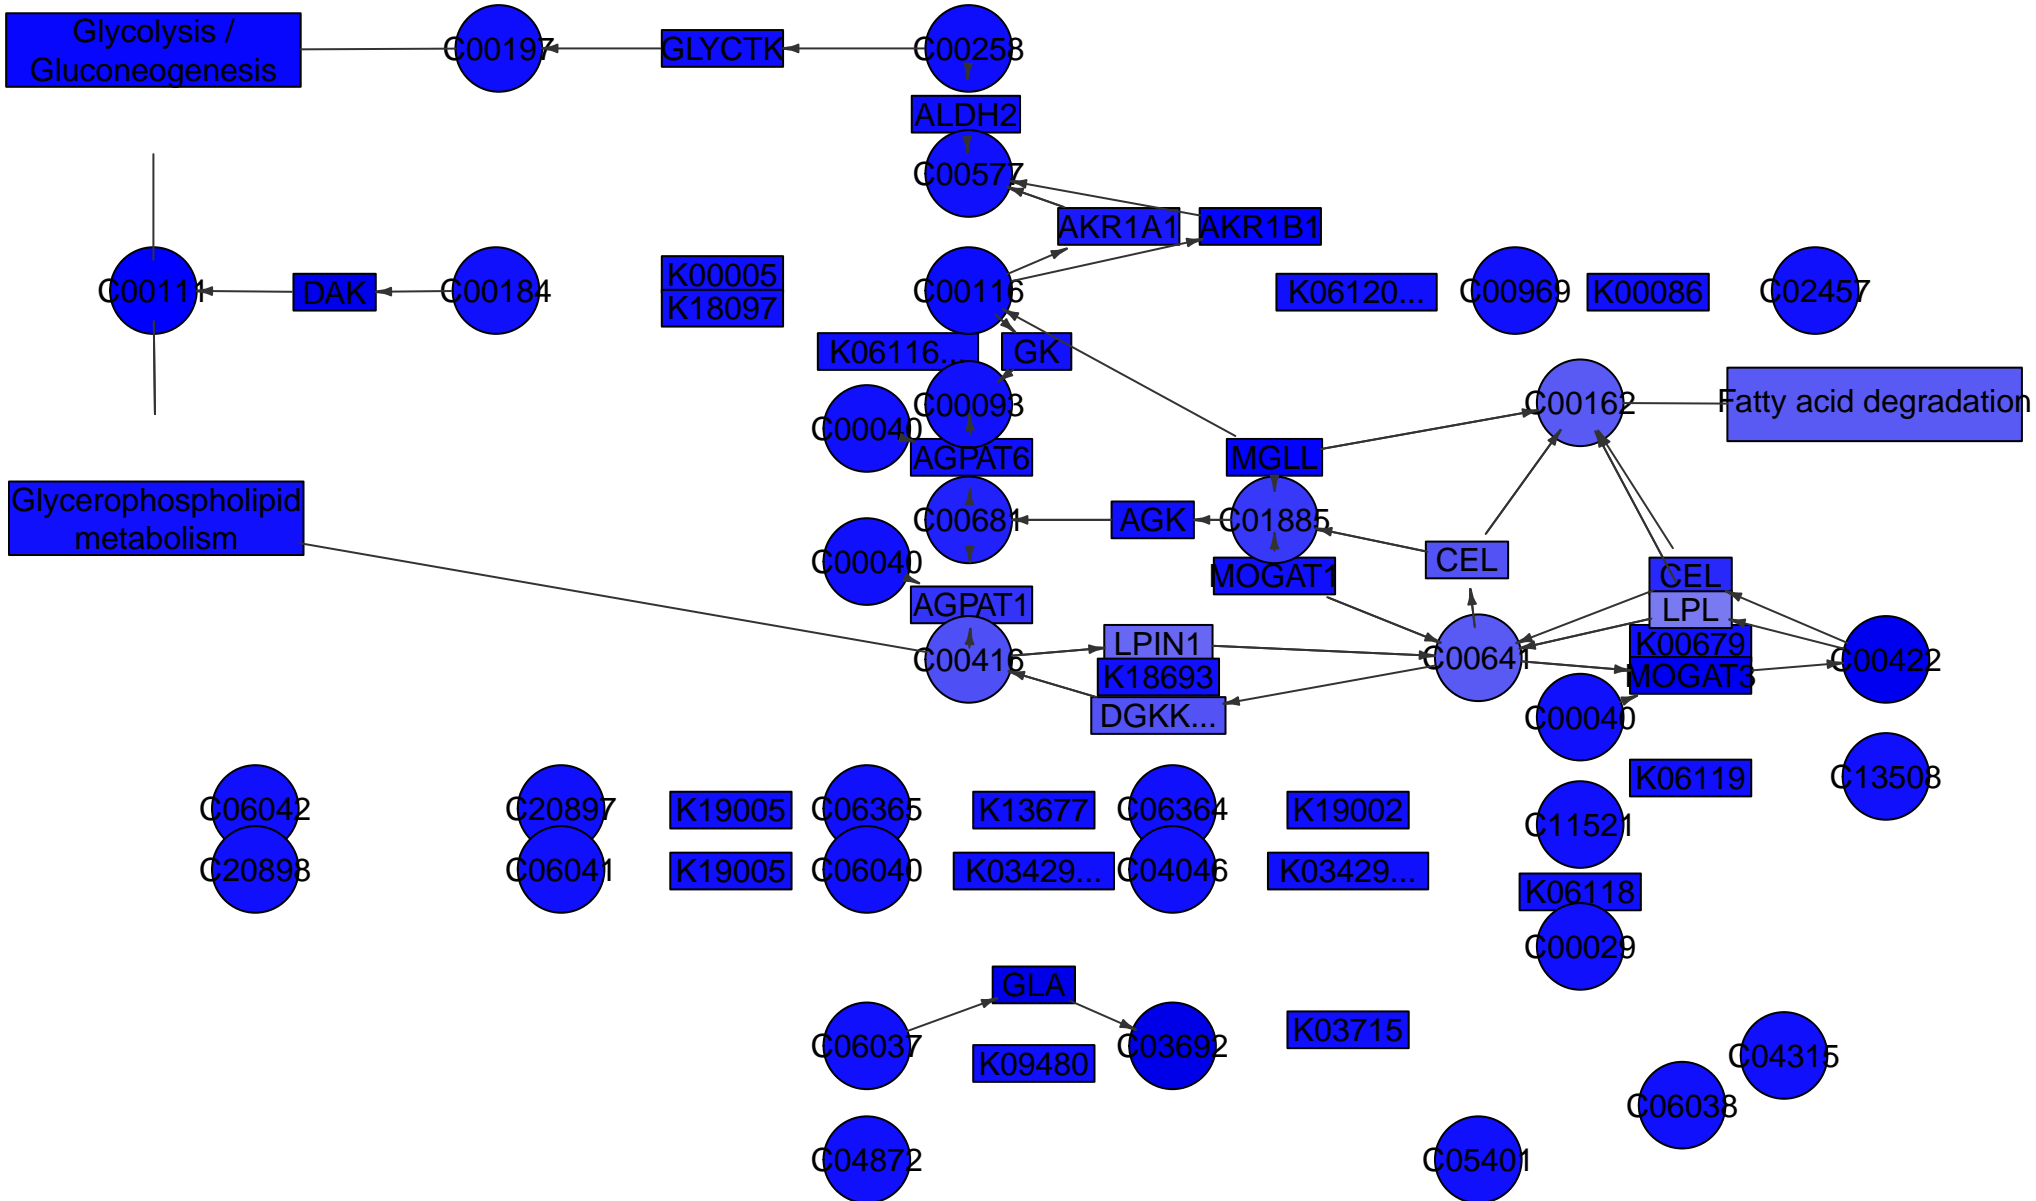 Glycolysis /
Gluconeogenesis
C00197
GLYCTK
C00258
ALDH2
C00577
AKR1A1
AKR1B1
C00111
DAK
C00184
K00005
K18097
C00116
K06120...
C00969
K00086
C02457
K06116...
GK
C00093
C00040
AGPAT6
MGLL
C00162
Fatty acid degradation
Glycerophospholipid
metabolism
C00681
AGK
C01885
C00040
AGPAT1
MOGAT1
CEL
CEL
LPL
K00679
MOGAT3
C00416
LPIN1
K18693
DGKK...
C00641
C00422
C00040
K06119
C13508
C06042
C20897
K19005
C06365
K13677
C06364
K19002
C11521
C20898
C06041
K19005
C06040
K03429...
C04046
K03429...
K06118
C00029
GLA
C06037
K09480
C03692
K03715
C04315
C06038
C04872
C05401